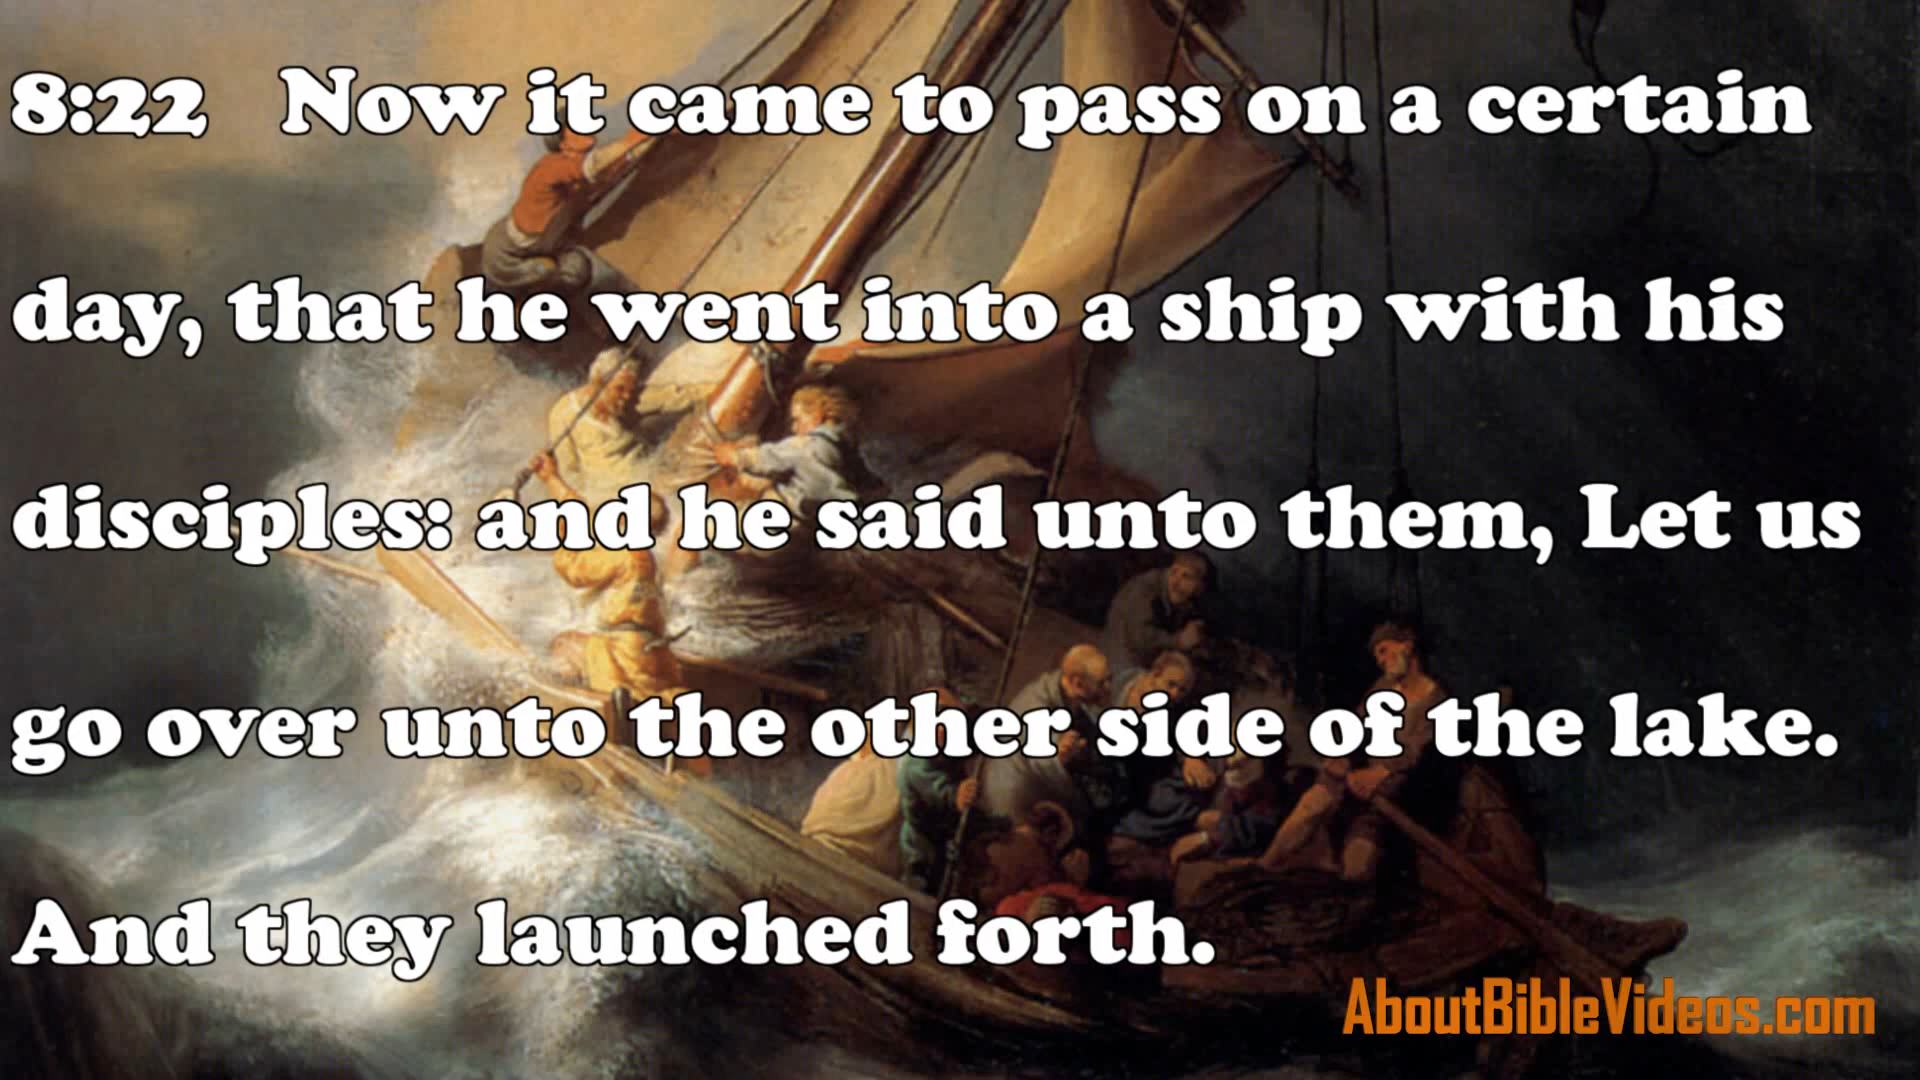 8:22 Now it came to pass on a certain
day, that he went into a ship with his
disciples: and he said unto them, Let us
go over unto the other side of the lake.
And they launched forth.
AboutBibleVideos.com